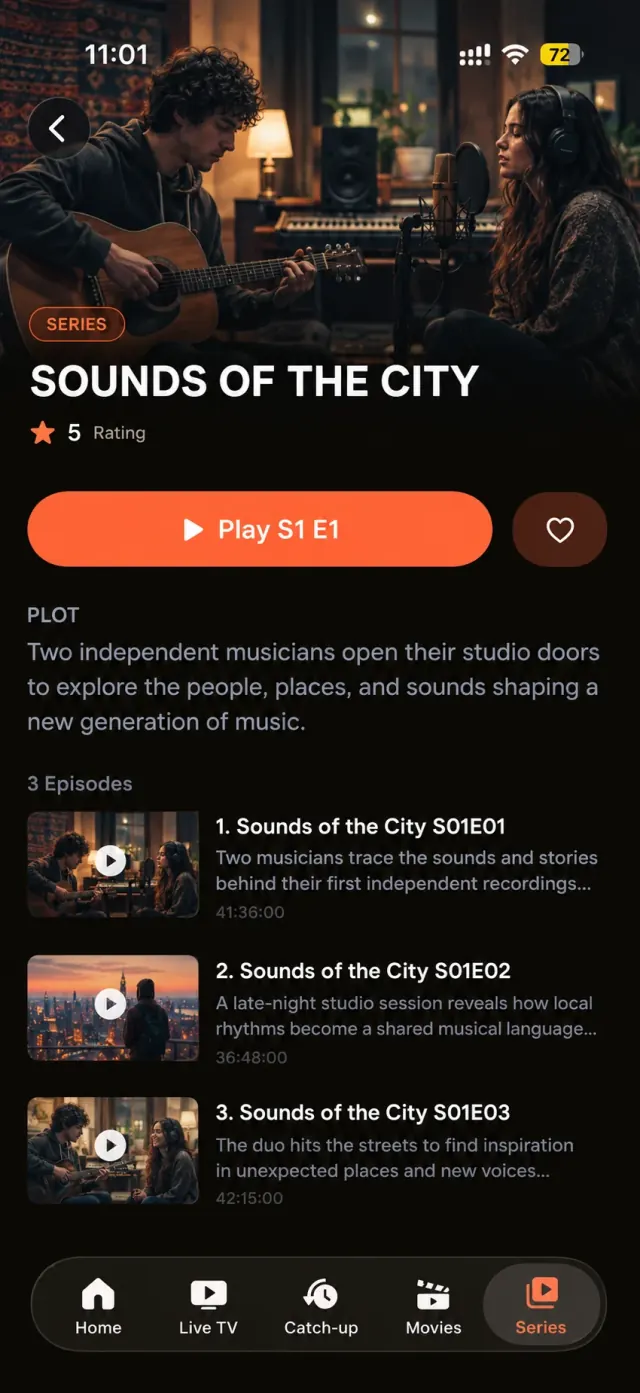 11:01
72
SERIES
SOUNDS OF THE CITY
5 Rating
Play S1 E1
PLOT
Two independent musicians open their studio doors
to explore the people, places, and sounds shaping a
new generation of music.
3 Episodes
1. Sounds of the City S01E01
Two musicians trace the sounds and stories
behind their first independent recordings...
41:36:00
2. Sounds of the City S01E02
A late-night studio session reveals how local
rhythms become a shared musical language...
36:48:00
3. Sounds of the City S01E03
The duo hits the streets to find inspiration
in unexpected places and new voices...
42:15:00
Home
Live TV
Catch-up
Movies
Series